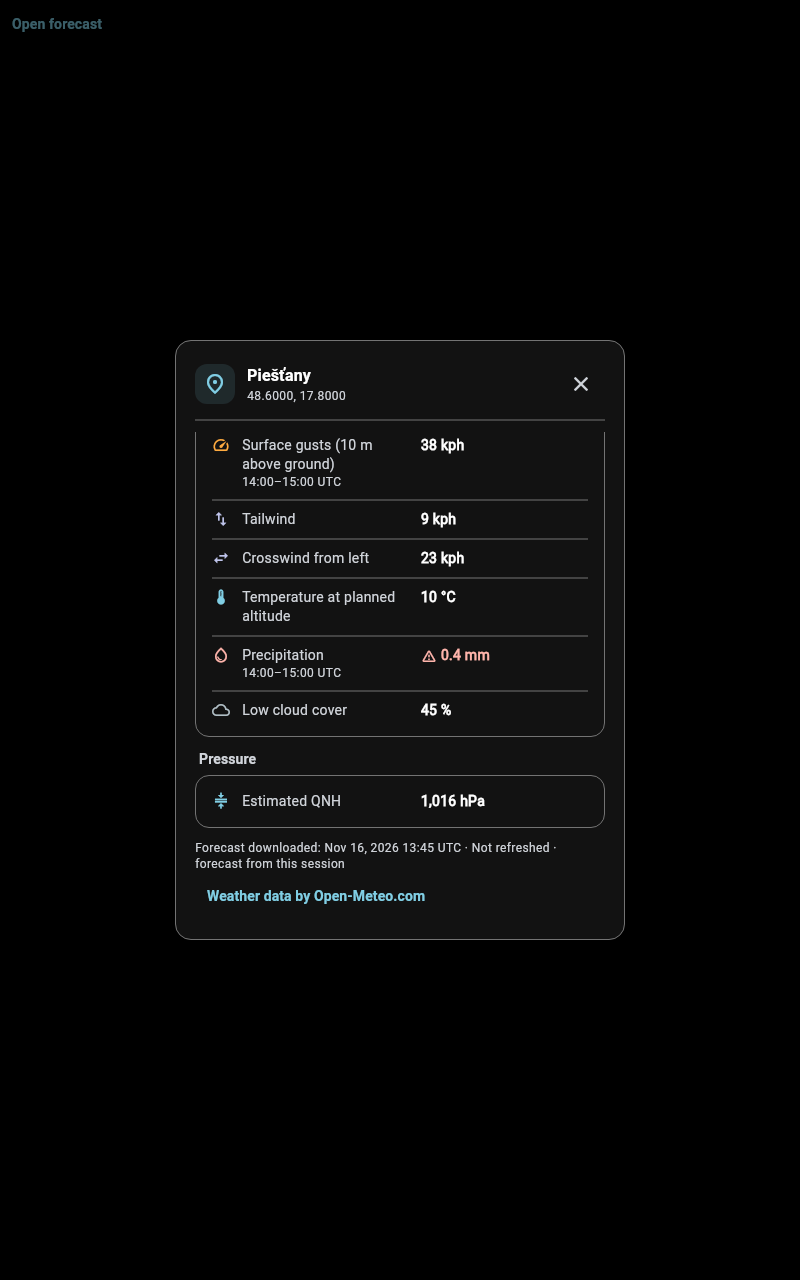 Open forecast
Piešťany
48.6000, 17.8000
Surface gusts (10 m
above ground)
14:00–15:00 UTC
38 kph
Tailwind
9 kph
Crosswind from left
23 kph
Temperature at planned
altitude
10 °C
Precipitation
14:00–15:00 UTC
0.4 mm
Low cloud cover
45 %
Pressure
Estimated QNH
1,016 hPa
Forecast downloaded: Nov 16, 2026 13:45 UTC · Not refreshed ·
forecast from this session
Weather data by Open-Meteo.com